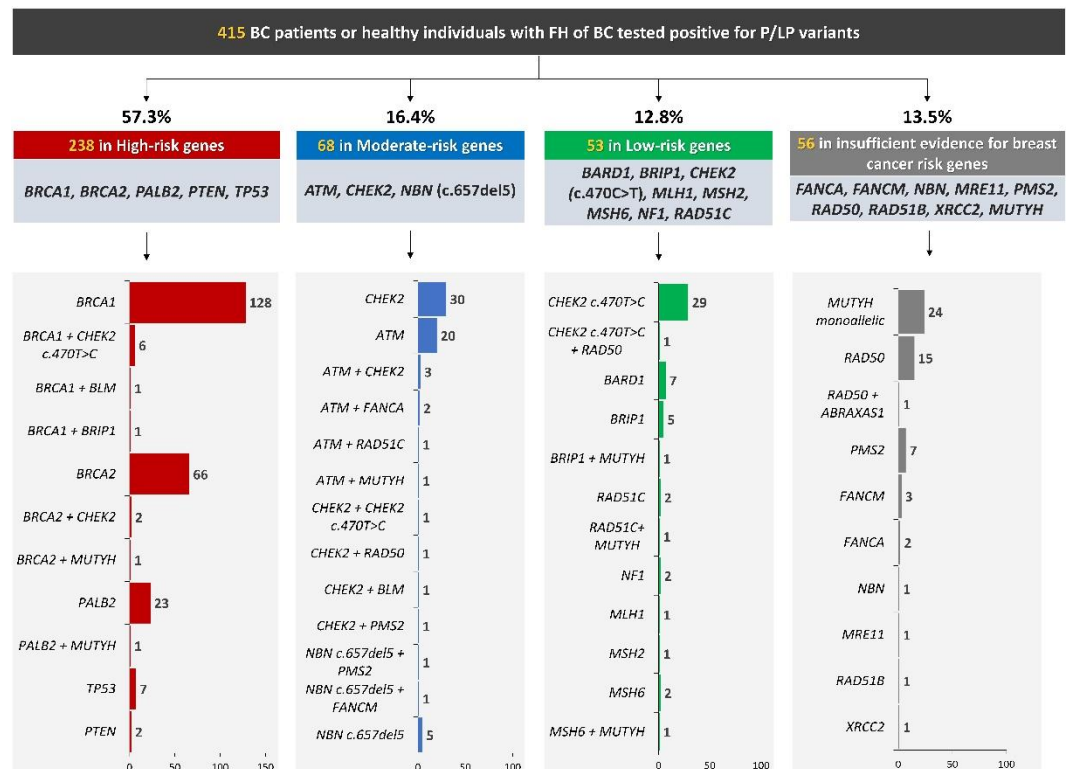 415 BC patients or healthy individuals with FH of BC tested positive for P/LP variants
57.3%
238 in High-risk genes
BRCA1, BRCA2, PALB2, PTEN, TP53
BRCA1 128
BRCA1 + CHEK2
c.470T>C 6
BRCA1 + BLM 1
BRCA1 + BRIP1 1
BRCA2 66
BRCA2 + CHEK2 2
BRCA2 + MUTYH 1
PALB2 23
PALB2 + MUTYH 1
TP53 7
PTEN 2
0 50 100 150
16.4%
68 in Moderate-risk genes
ATM, CHEK2, NBN (c.657del5)
CHEK2 30
ATM 20
ATM + CHEK2 3
ATM + FANCA 2
ATM + RAD51C 1
ATM + MUTYH 1
CHEK2 + CHEK2
c.470T>C 1
CHEK2 + RAD50 1
CHEK2 + BLM 1
CHEK2 + PMS2 1
NBN c.657del5 +
PMS2 1
NBN c.657del5 +
FANCM 1
NBN c.657del5 5
0 50 100
12.8%
53 in Low-risk genes
BARD1, BRIP1, CHEK2
(c.470C>T), MLH1, MSH2,
MSH6, NF1, RAD51C
CHEK2 c.470T>C 29
CHEK2 c.470T>C
+ RAD50 1
BARD1 7
BRIP1 5
BRIP1 + MUTYH 1
RAD51C 2
RAD51C+
MUTYH 1
NF1 2
MLH1 1
MSH2 1
MSH6 2
MSH6 + MUTYH 1
0 50 100
13.5%
56 in insufficient evidence for breast
cancer risk genes
FANCA, FANCM, NBN, MRE11, PMS2,
RAD50, RAD51B, XRCC2, MUTYH
MUTYH
monoallelic 24
RAD50 15
RAD50 +
ABRAXAS1 1
PMS2 7
FANCM 3
FANCA 2
NBN 1
MRE11 1
RAD51B 1
XRCC2 1
0 50 100